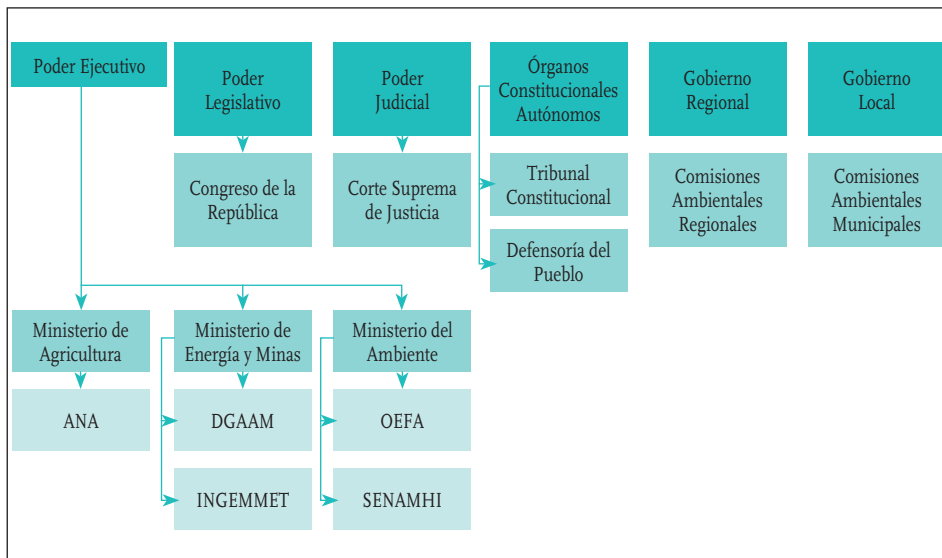 Poder Ejecutivo
Poder
Legislativo
Poder
Judicial
Órganos
Constitucionales
Autónomos
Gobierno
Regional
Gobierno
Local
Congreso de la
República
Corte Suprema
de Justicia
Tribunal
Constitucional
Comisiones
Ambientales
Regionales
Comisiones
Ambientales
Municipales
Defensoría del
Pueblo
Ministerio de
Agricultura
Ministerio de
Energía y Minas
Ministerio del
Ambiente
ANA
DGAAM
OEFA
INGEMMET
SENAMHI